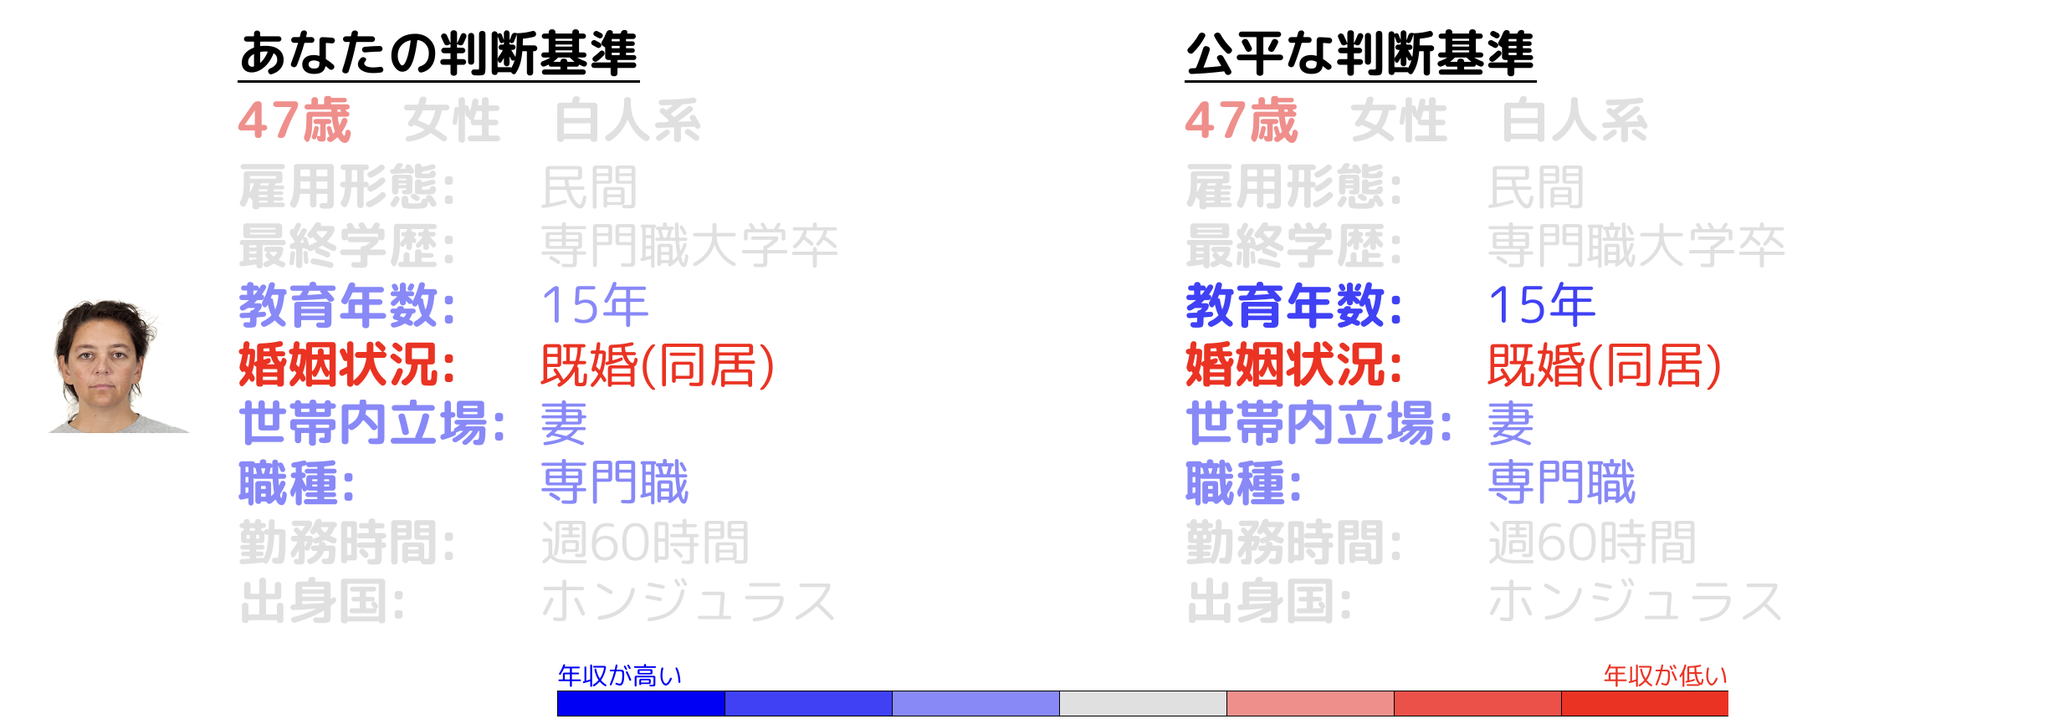 あなたの判断基準
47歳 女性 白人系
雇用形態: 民間
最終学歴: 専門職大学卒
教育年数: 15年
婚姻状況: 既婚(同居)
世帯内立場: 妻
職種: 専門職
勤務時間: 週60時間
出身国: ホンジュラス
公平な判断基準
47歳 女性 白人系
雇用形態: 民間
最終学歴: 専門職大学卒
教育年数: 15年
婚姻状況: 既婚(同居)
世帯内立場: 妻
職種: 専門職
勤務時間: 週60時間
出身国: ホンジュラス
年収が高い
年収が低い